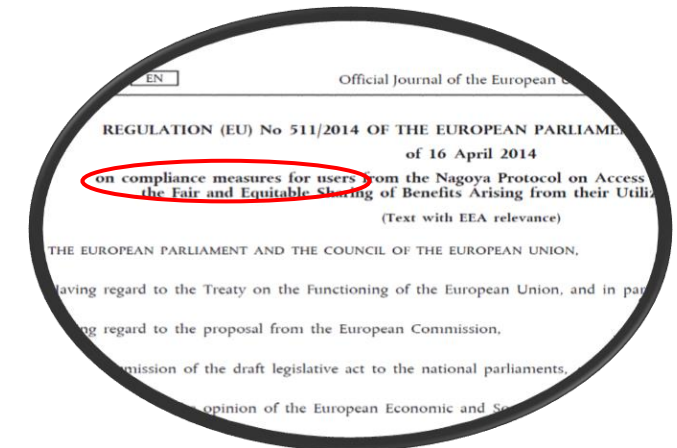 EN
Official Journal of the European
REGULATION (EU) No 511/2014 OF THE EUROPEAN
of 16 April 2014
on compliance measures for users from the Nagoya Protocol on Access
the Fair and Equitable Sharing of Benefits Arising from their
(Text with EEA relevance)
THE EUROPEAN PARLIAMENT AND THE COUNCIL OF THE EUROPEAN UNION,
Having regard to the Treaty on the Functioning of the European Union, and in
regard to the proposal from the European Commission,
of the draft legislative act to the national parliaments,
opinion of the European Economic and